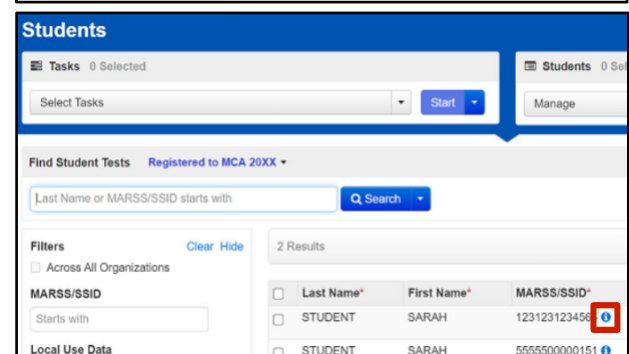 Students
Tasks 0 Selected
Students 0 Sel
Select Tasks
Start
Manage
Find Student Tests Registered to MCA 20XX
Last Name or MARSS/SSID starts with
Search
Filters Clear Hide
2 Results
Across All Organizations
MARSS/SSID
Last Name* First Name* MARSS/SSID*
Starts with
STUDENT SARAH
Local Use Data
STUDENT SARAH 5555500000151